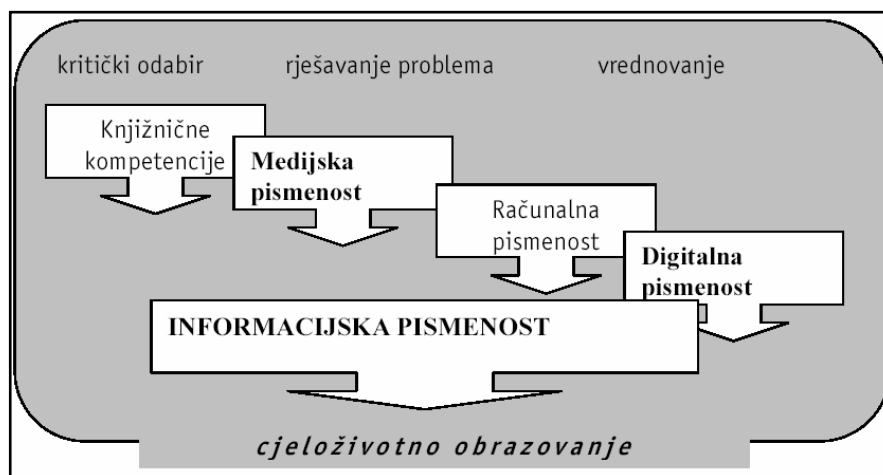 kritički odabir rješavanje problema vrednovanje
Knjižnične
kompetencije
Medijska
pismenost
Računalna
pismenost
Digitalna
pismenost
INFORMACIJSKA PISMENOST
cjeloživotno obrazovanje